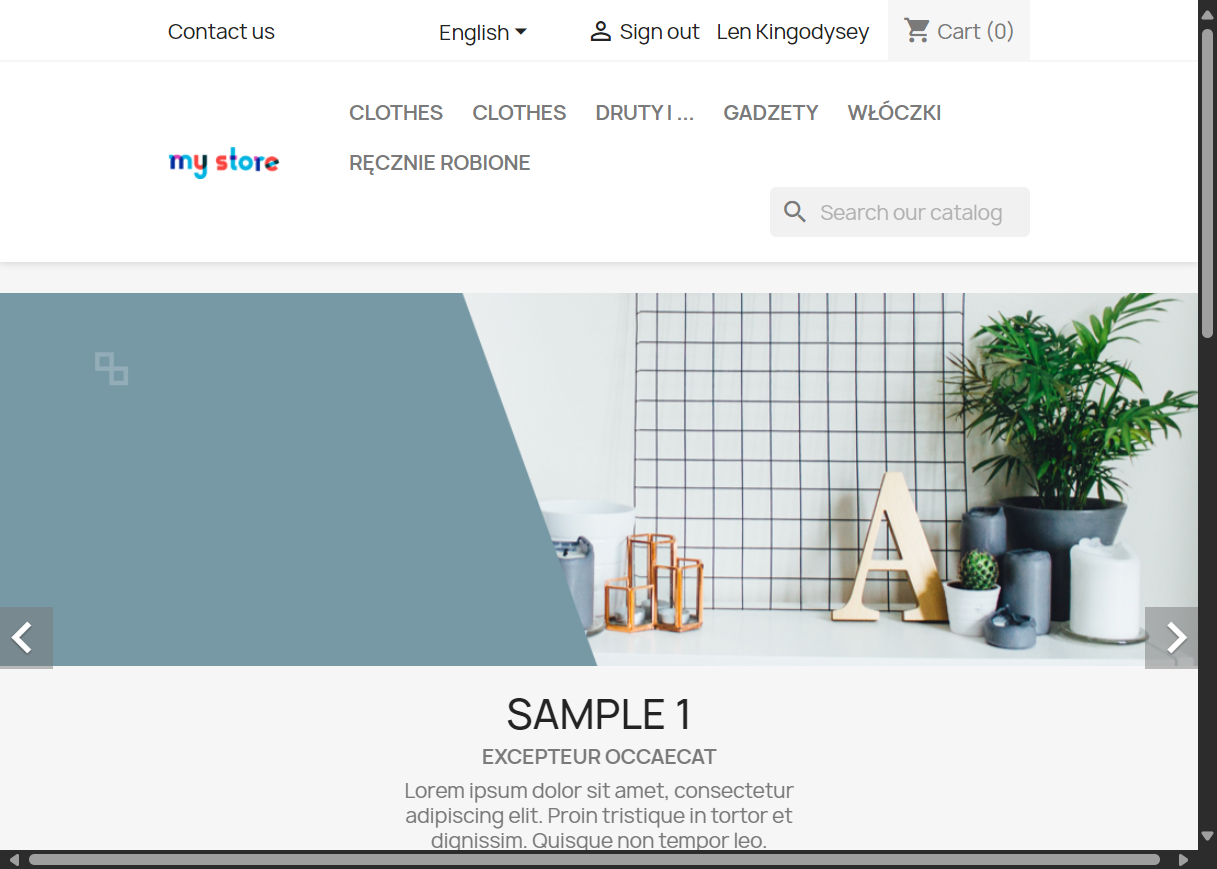 Contact us
English
Sign out
Len Kingodysey
Cart (0)
CLOTHES
CLOTHES
DRUTY I ...
GADZETY
WŁÓCZKI
my store
RĘCZNIE ROBIONE
Search our catalog
A
SAMPLE 1
EXCEPTEUR OCCAECAT
Lorem ipsum dolor sit amet, consectetur
adipiscing elit. Proin tristique in tortor et
dignissim. Quisque non tempor leo.